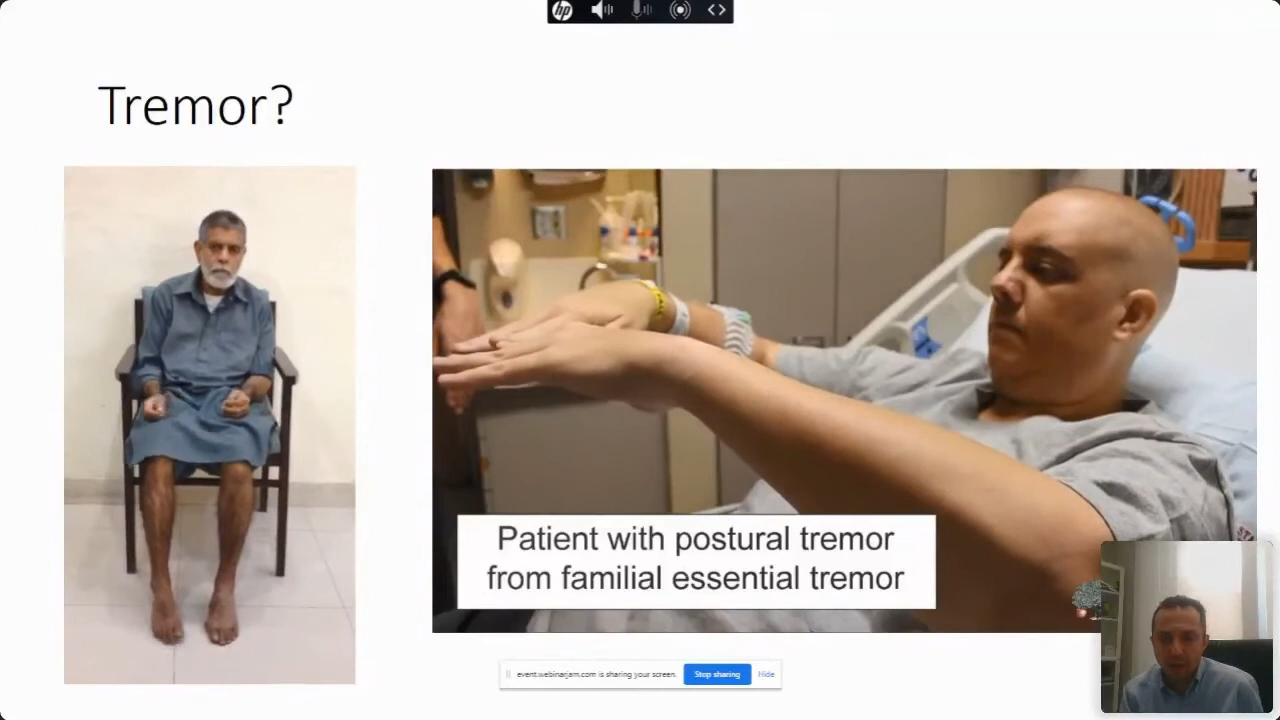 hp
Tremor?
Patient with postural tremor
from familial essential tremor
event.webinarjam.com is sharing your screen.
Stop sharing
Hide